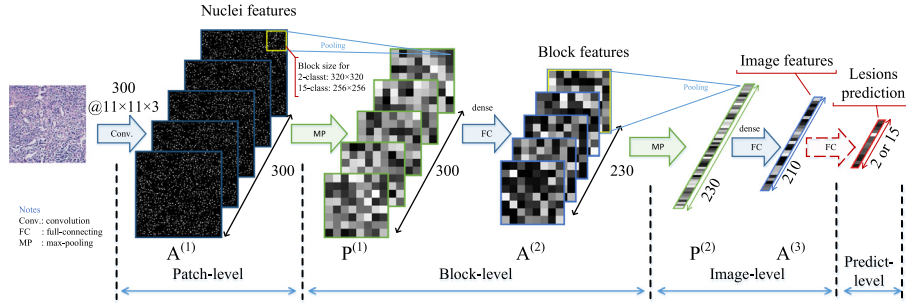 Nuclei features
Pooling
Block size for
2-classt: 320×320
15-class: 256×256
300
@11×11×3
Conv.
300
MP
300
dense
FC
Block features
Pooling
230
MP
230
Image features
dense
FC
210
Lesions
prediction
FC
2 or 15
Notes
Conv.: convolution
FC : full-connecting
MP : max-pooling
A(1)
P(1)
A(2)
P(2)
A(3)
Patch-level
Block-level
Image-level
Predict-
level